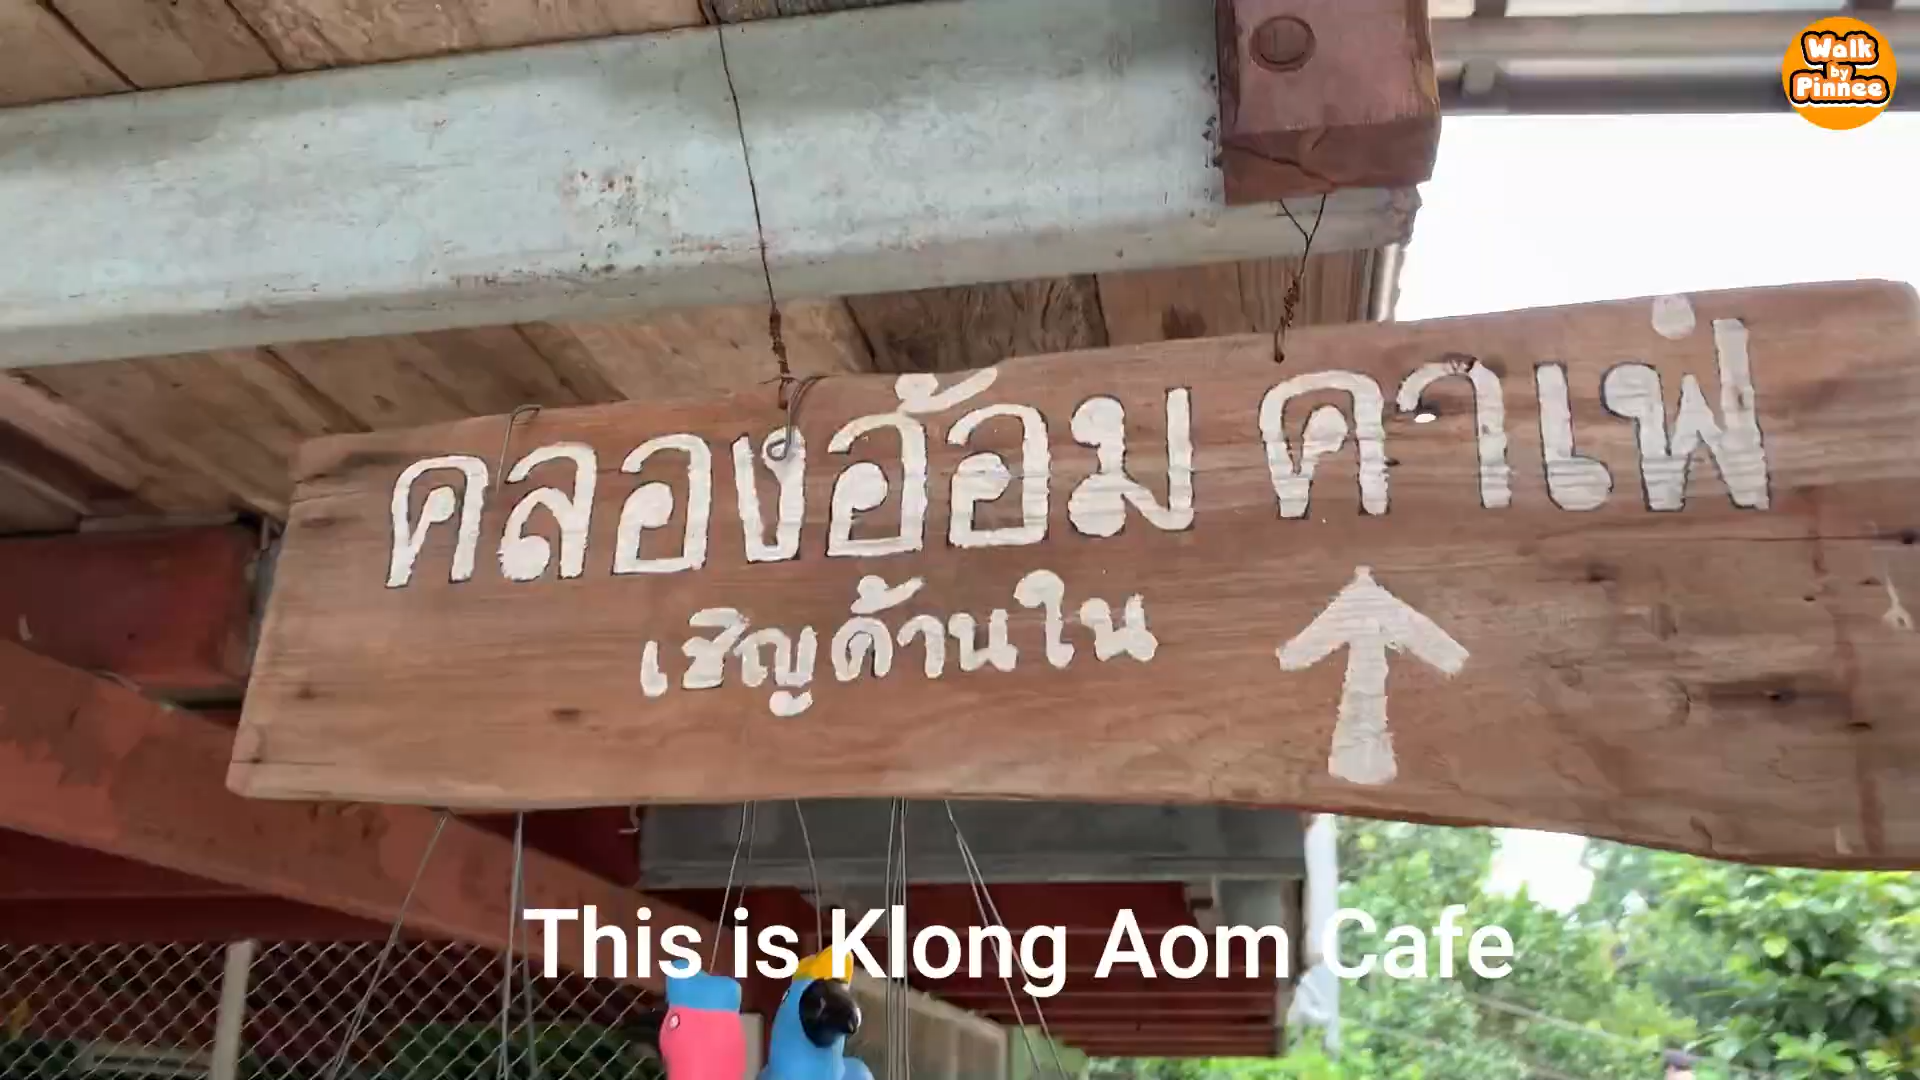 Walk
by
Pinnee
คลองอ้อม คาเฟ่
เชิญด้านใน
This is Klong Aom Cafe